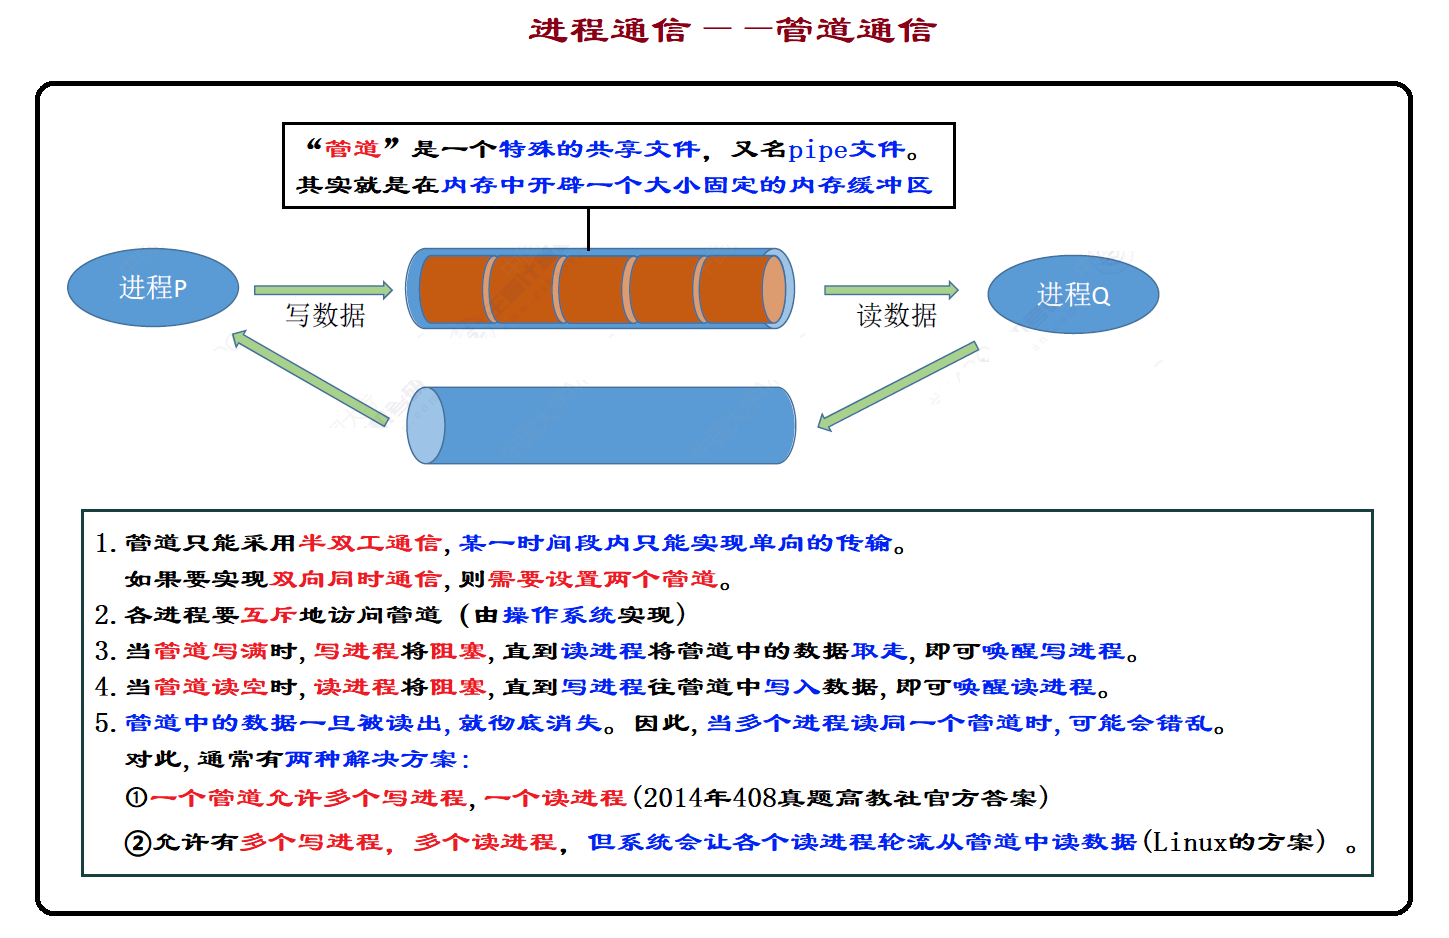 进程通信——管道通信
“管道”是一个特殊的共享文件，又名pipe文件。
其实就是在内存中开辟一个大小固定的内存缓冲区
进程P
写数据
读数据
进程Q
1.管道只能采用半双工通信,某一时间段内只能实现单向的传输。
如果要实现双向同时通信,则需要设置两个管道。
2.各进程要互斥地访问管道（由操作系统实现）
3.当管道写满时,写进程将阻塞,直到读进程将管道中的数据取走,即可唤醒写进程。
4.当管道读空时,读进程将阻塞,直到写进程往管道中写入数据,即可唤醒读进程。
5.管道中的数据一旦被读出,就彻底消失。因此,当多个进程读同一个管道时,可能会错乱。
对此,通常有两种解决方案:
①一个管道允许多个写进程,一个读进程(2014年408真题高教社官方答案)
②允许有多个写进程，多个读进程，但系统会让各个读进程轮流从管道中读数据(Linux的方案）。